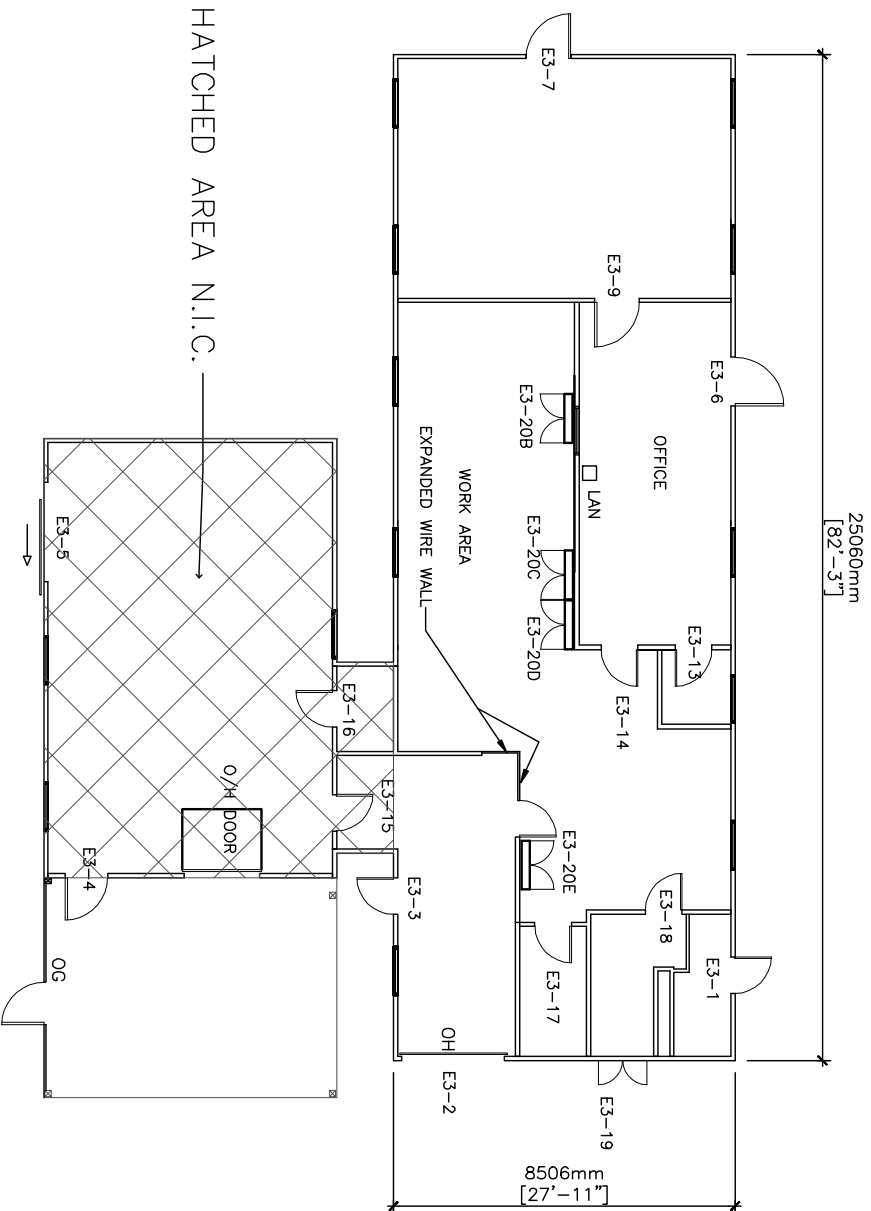 25060mm
[82'-3"]
8506mm
[27'-11"]
E3-7
E3-9
E3-6
OFFICE
LAN
E3-20B
WORK AREA
EXPANDED WIRE WALL
E3-20C
E3-20D
E3-13
E3-14
E3-20E
E3-18
E3-1
E3-17
E3-19
OH
E3-2
E3-3
E3-15
E3-16
O/H DOOR
E3-4
E3-5
OG
HATCHED AREA N.I.C.